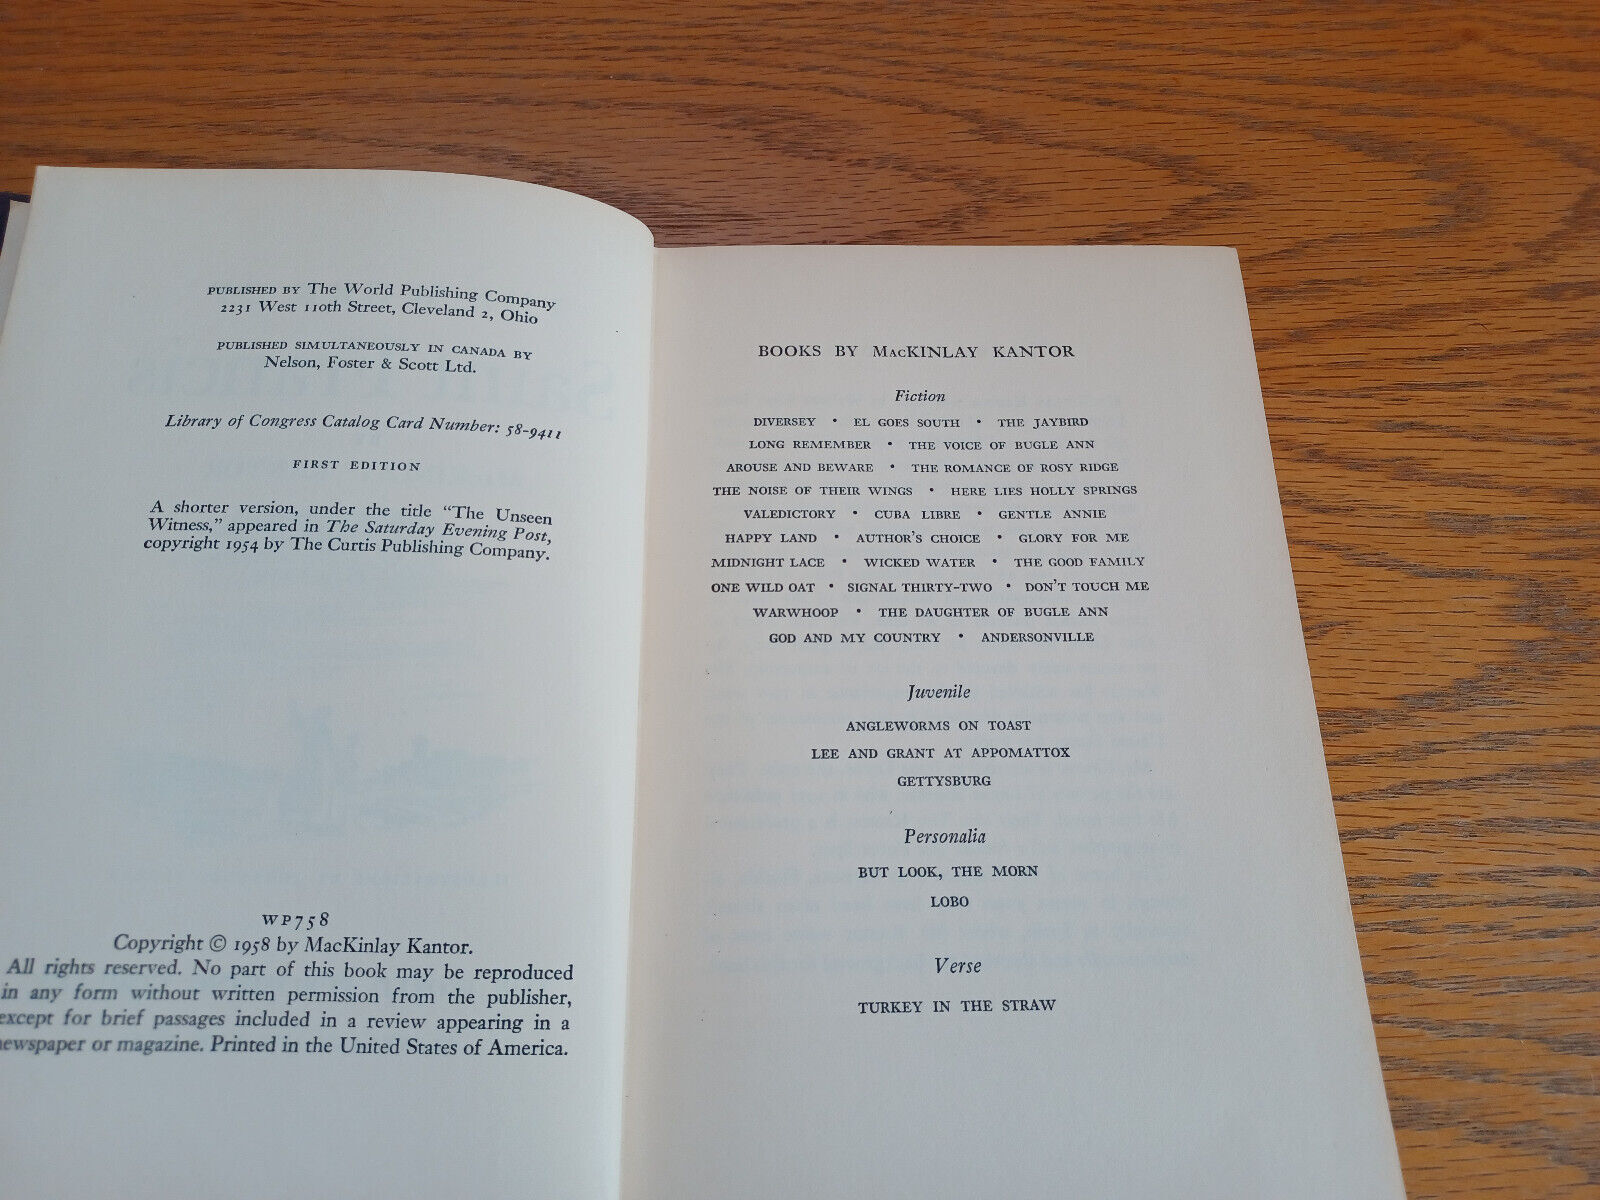 PUBLISHED BY The World Publishing Company
2231 West 110th Street, Cleveland 2, Ohio
PUBLISHED SIMULTANEOUSLY IN CANADA BY
Nelson, Foster & Scott Ltd.
Library of Congress Catalog Card Number: 58-9411
FIRST EDITION
A shorter version, under the title "The Unseen
Witness," appeared in The Saturday Evening Post,
copyright 1954 by The Curtis Publishing Company.
WP758
Copyright © 1958 by MacKinlay Kantor.
All rights reserved. No part of this book may be reproduced
in any form without written permission from the publisher,
except for brief passages included in a review appearing in a
newspaper or magazine. Printed in the United States of America.
BOOKS BY MacKINLAY KANTOR
Fiction
DIVERSEY • EL GOES SOUTH • THE JAYBIRD
LONG REMEMBER • THE VOICE OF BUGLE ANN
AROUSE AND BEWARE • THE ROMANCE OF ROSY RIDGE
THE NOISE OF THEIR WINGS • HERE LIES HOLLY SPRINGS
VALEDICTORY • CUBA LIBRE • GENTLE ANNIE
HAPPY LAND • AUTHOR'S CHOICE • GLORY FOR ME
MIDNIGHT LACE • WICKED WATER • THE GOOD FAMILY
ONE WILD OAT • SIGNAL THIRTY-TWO • DON'T TOUCH ME
WARWHOOP • THE DAUGHTER OF BUGLE ANN
GOD AND MY COUNTRY • ANDERSONVILLE
Juvenile
ANGLEWORMS ON TOAST
LEE AND GRANT AT APPOMATTOX
GETTYSBURG
Personalia
BUT LOOK, THE MORN
LOBO
Verse
TURKEY IN THE STRAW